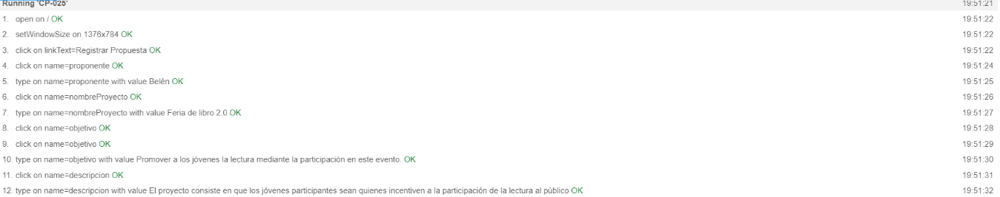 Running 'CP-025' 19:51:21
1. open on / OK 19:51:22
2. setWindowSize on 1376x784 OK 19:51:22
3. click on linkText=Registrar Propuesta OK 19:51:22
4. click on name=proponente OK 19:51:24
5. type on name=proponente with value Belén OK 19:51:25
6. click on name=nombreProyecto OK 19:51:26
7. type on name=nombreProyecto with value Feria de libro 2.0 OK 19:51:27
8. click on name=objetivo OK 19:51:28
9. click on name=objetivo OK 19:51:29
10. type on name=objetivo with value Promover a los jóvenes la lectura mediante la participación en este evento. OK 19:51:30
11. click on name=descripcion OK 19:51:31
12. type on name=descripcion with value El proyecto consiste en que los jóvenes participantes sean quienes incentiven a la participación de la lectura al público OK 19:51:32